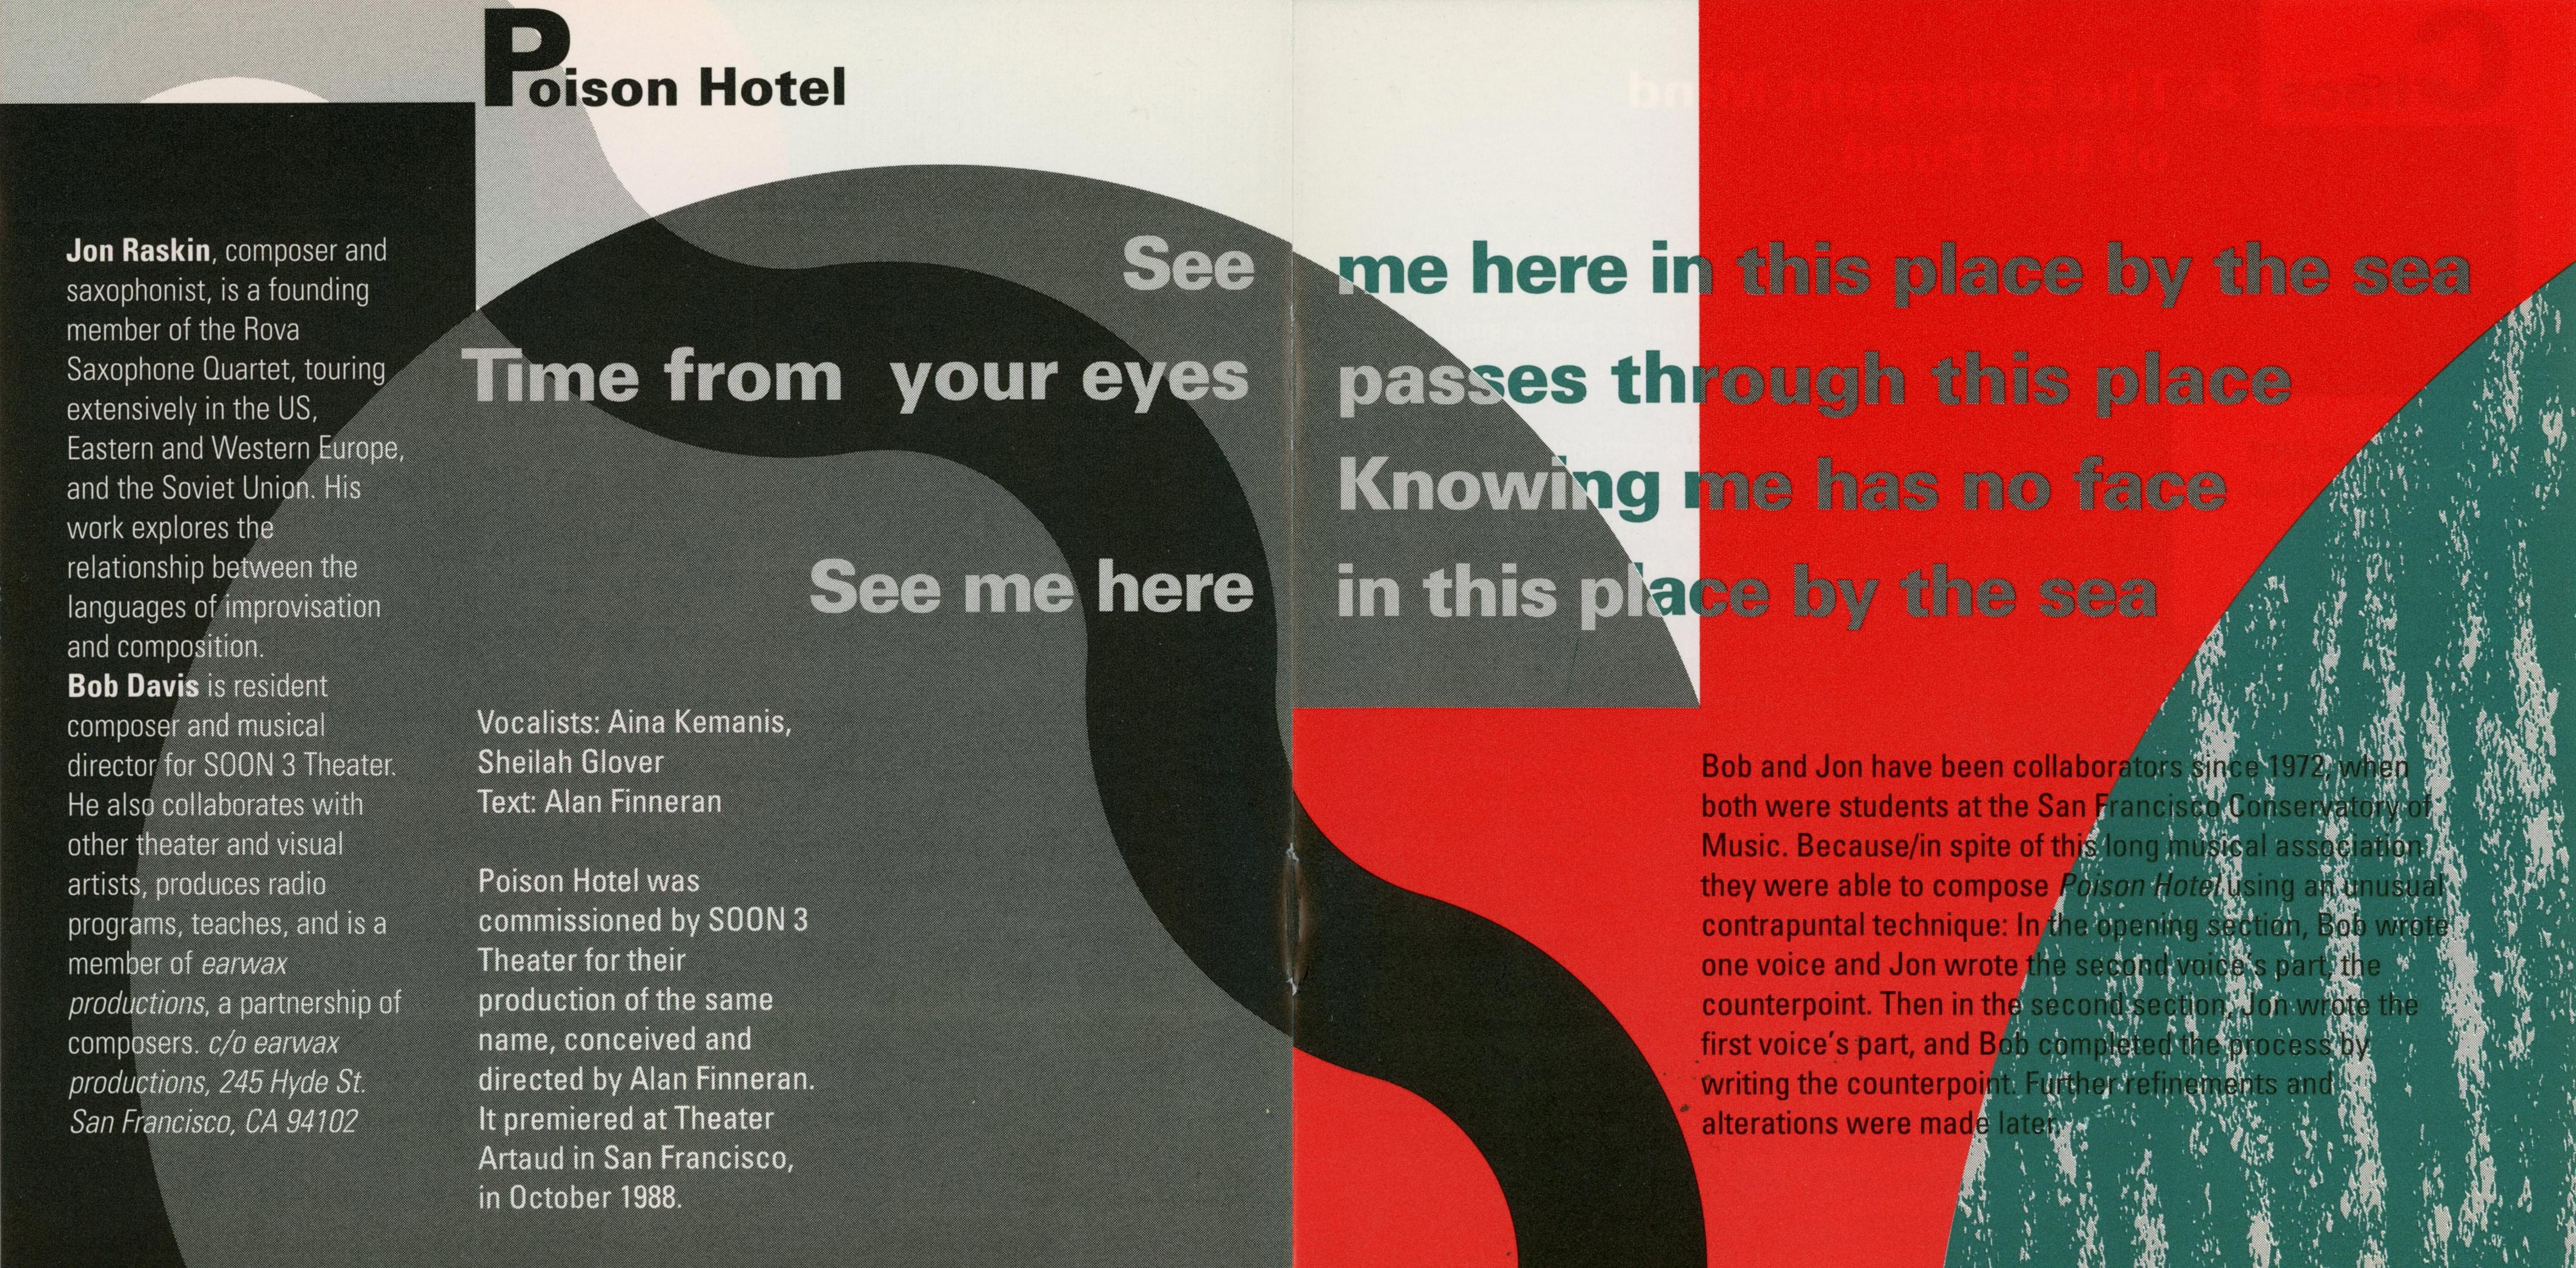 Poison Hotel
Jon Raskin, composer and
saxophonist, is a founding
member of the Rova
Saxophone Quartet, touring
extensively in the US,
Eastern and Western Europe,
and the Soviet Union. His
work explores the
relationship between the
languages of improvisation
and composition.
Bob Davis is resident
composer and musical
director for SOON 3 Theater.
He also collaborates with
other theater and visual
artists, produces radio
programs, teaches, and is a
member of earwax
productions, a partnership of
composers. c/o earwax
productions, 245 Hyde St.
San Francisco, CA 94102
See me here in this place by the sea
Time from your eyes passes through this place
Knowing me has no face
See me here in this place by the sea
Vocalists: Aina Kemanis,
Sheilah Glover
Text: Alan Finneran
Poison Hotel was
commissioned by SOON 3
Theater for their
production of the same
name, conceived and
directed by Alan Finneran.
It premiered at Theater
Artaud in San Francisco,
in October 1988.
Bob and Jon have been collaborators since 1972, when
both were students at the San Francisco Conservatory of
Music. Because/in spite of this long musical association
they were able to compose Poison Hotel using an unusual
contrapuntal technique: In the opening section, Bob wrote
one voice and Jon wrote the second voice's part, the
counterpoint. Then in the second section, Jon wrote the
first voice's part, and Bob completed the process by
writing the counterpoint. Further refinements and
alterations were made later.